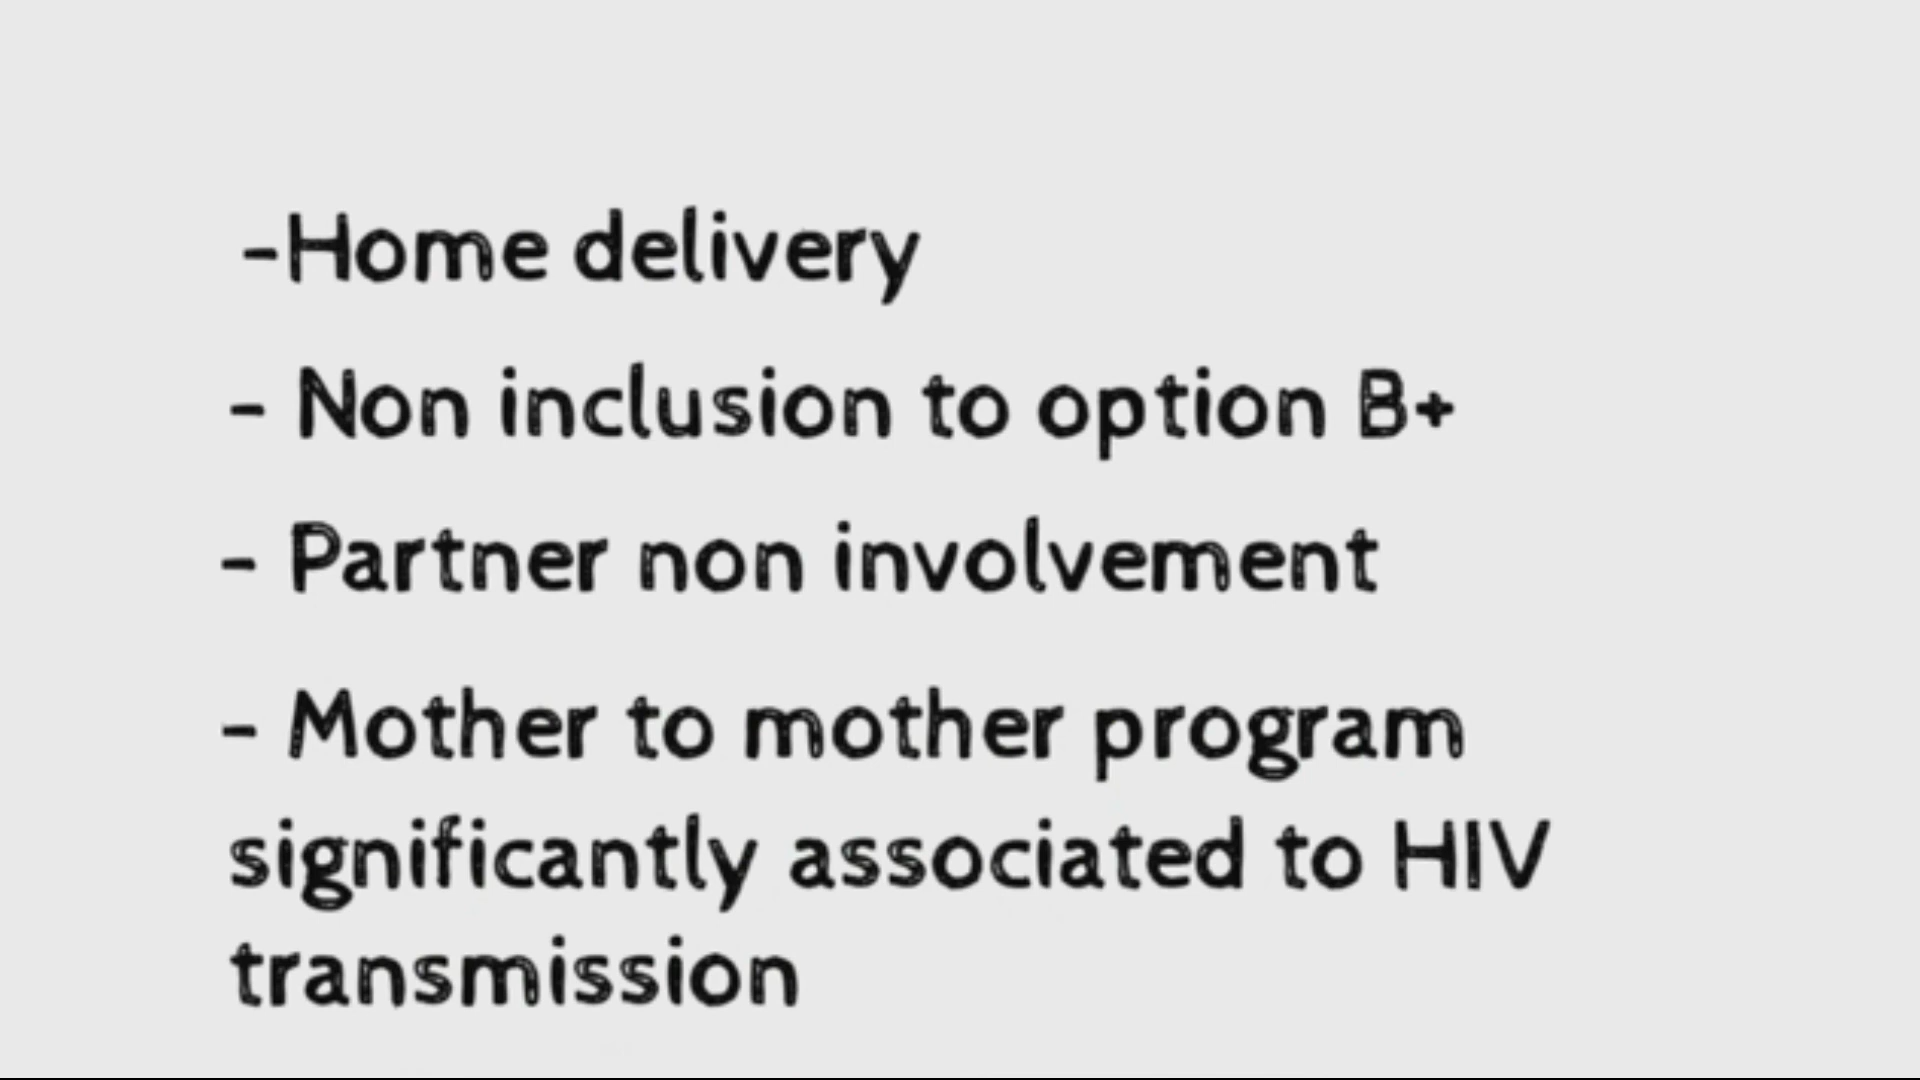 -Home delivery
- Non inclusion to option B+
- Partner non involvement
- Mother to mother program
significantly associated to HIV
transmission